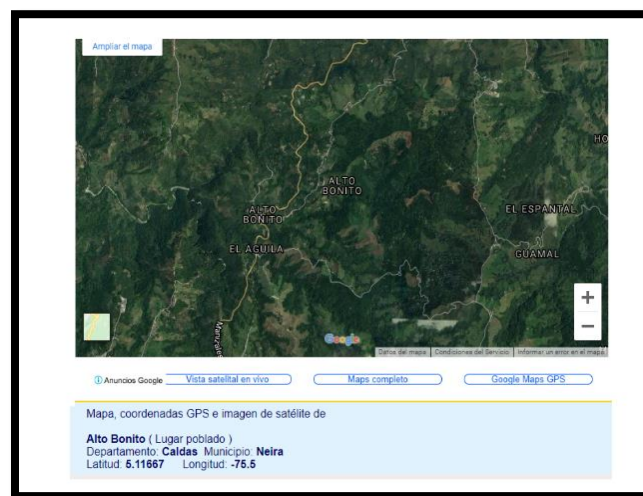 Ampliar el mapa
HO
ALTO
BONITO
ALTO
BONITO
EL ESPANTAL
EL AGUILA
GUAMAL
Manizales
+
−
Google
Datos del mapa
Condiciones del Servicio
Informar un error en el mapa
Anuncios Google
Vista satelital en vivo
Maps completo
Google Maps GPS
Mapa, coordenadas GPS e imagen de satélite de
Alto Bonito ( Lugar poblado )
Departamento: Caldas Municipio: Neira
Latitud: 5.11667 Longitud: -75.5